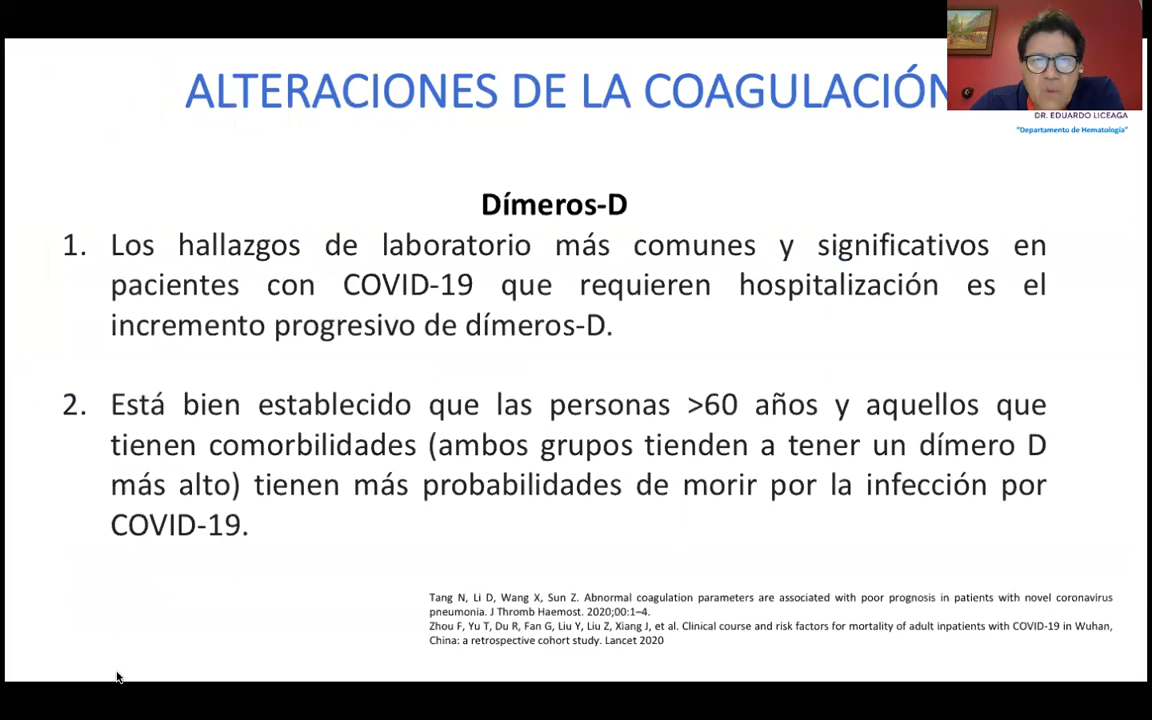 ALTERACIONES DE LA COAGULACIÓN
DR. EDUARDO LICEAGA
"Departamento de Hematología"
Dímeros-D
1. Los hallazgos de laboratorio más comunes y significativos en
pacientes con COVID-19 que requieren hospitalización es el
incremento progresivo de dímeros-D.
2. Está bien establecido que las personas >60 años y aquellos que
tienen comorbilidades (ambos grupos tienden a tener un dímero D
más alto) tienen más probabilidades de morir por la infección por
COVID-19.
Tang N, Li D, Wang X, Sun Z. Abnormal coagulation parameters are associated with poor prognosis in patients with novel coronavirus
pneumonia. J Thromb Haemost. 2020;00:1–4.
Zhou F, Yu T, Du R, Fan G, Liu Y, Liu Z, Xiang J, et al. Clinical course and risk factors for mortality of adult inpatients with COVID-19 in Wuhan,
China: a retrospective cohort study. Lancet 2020